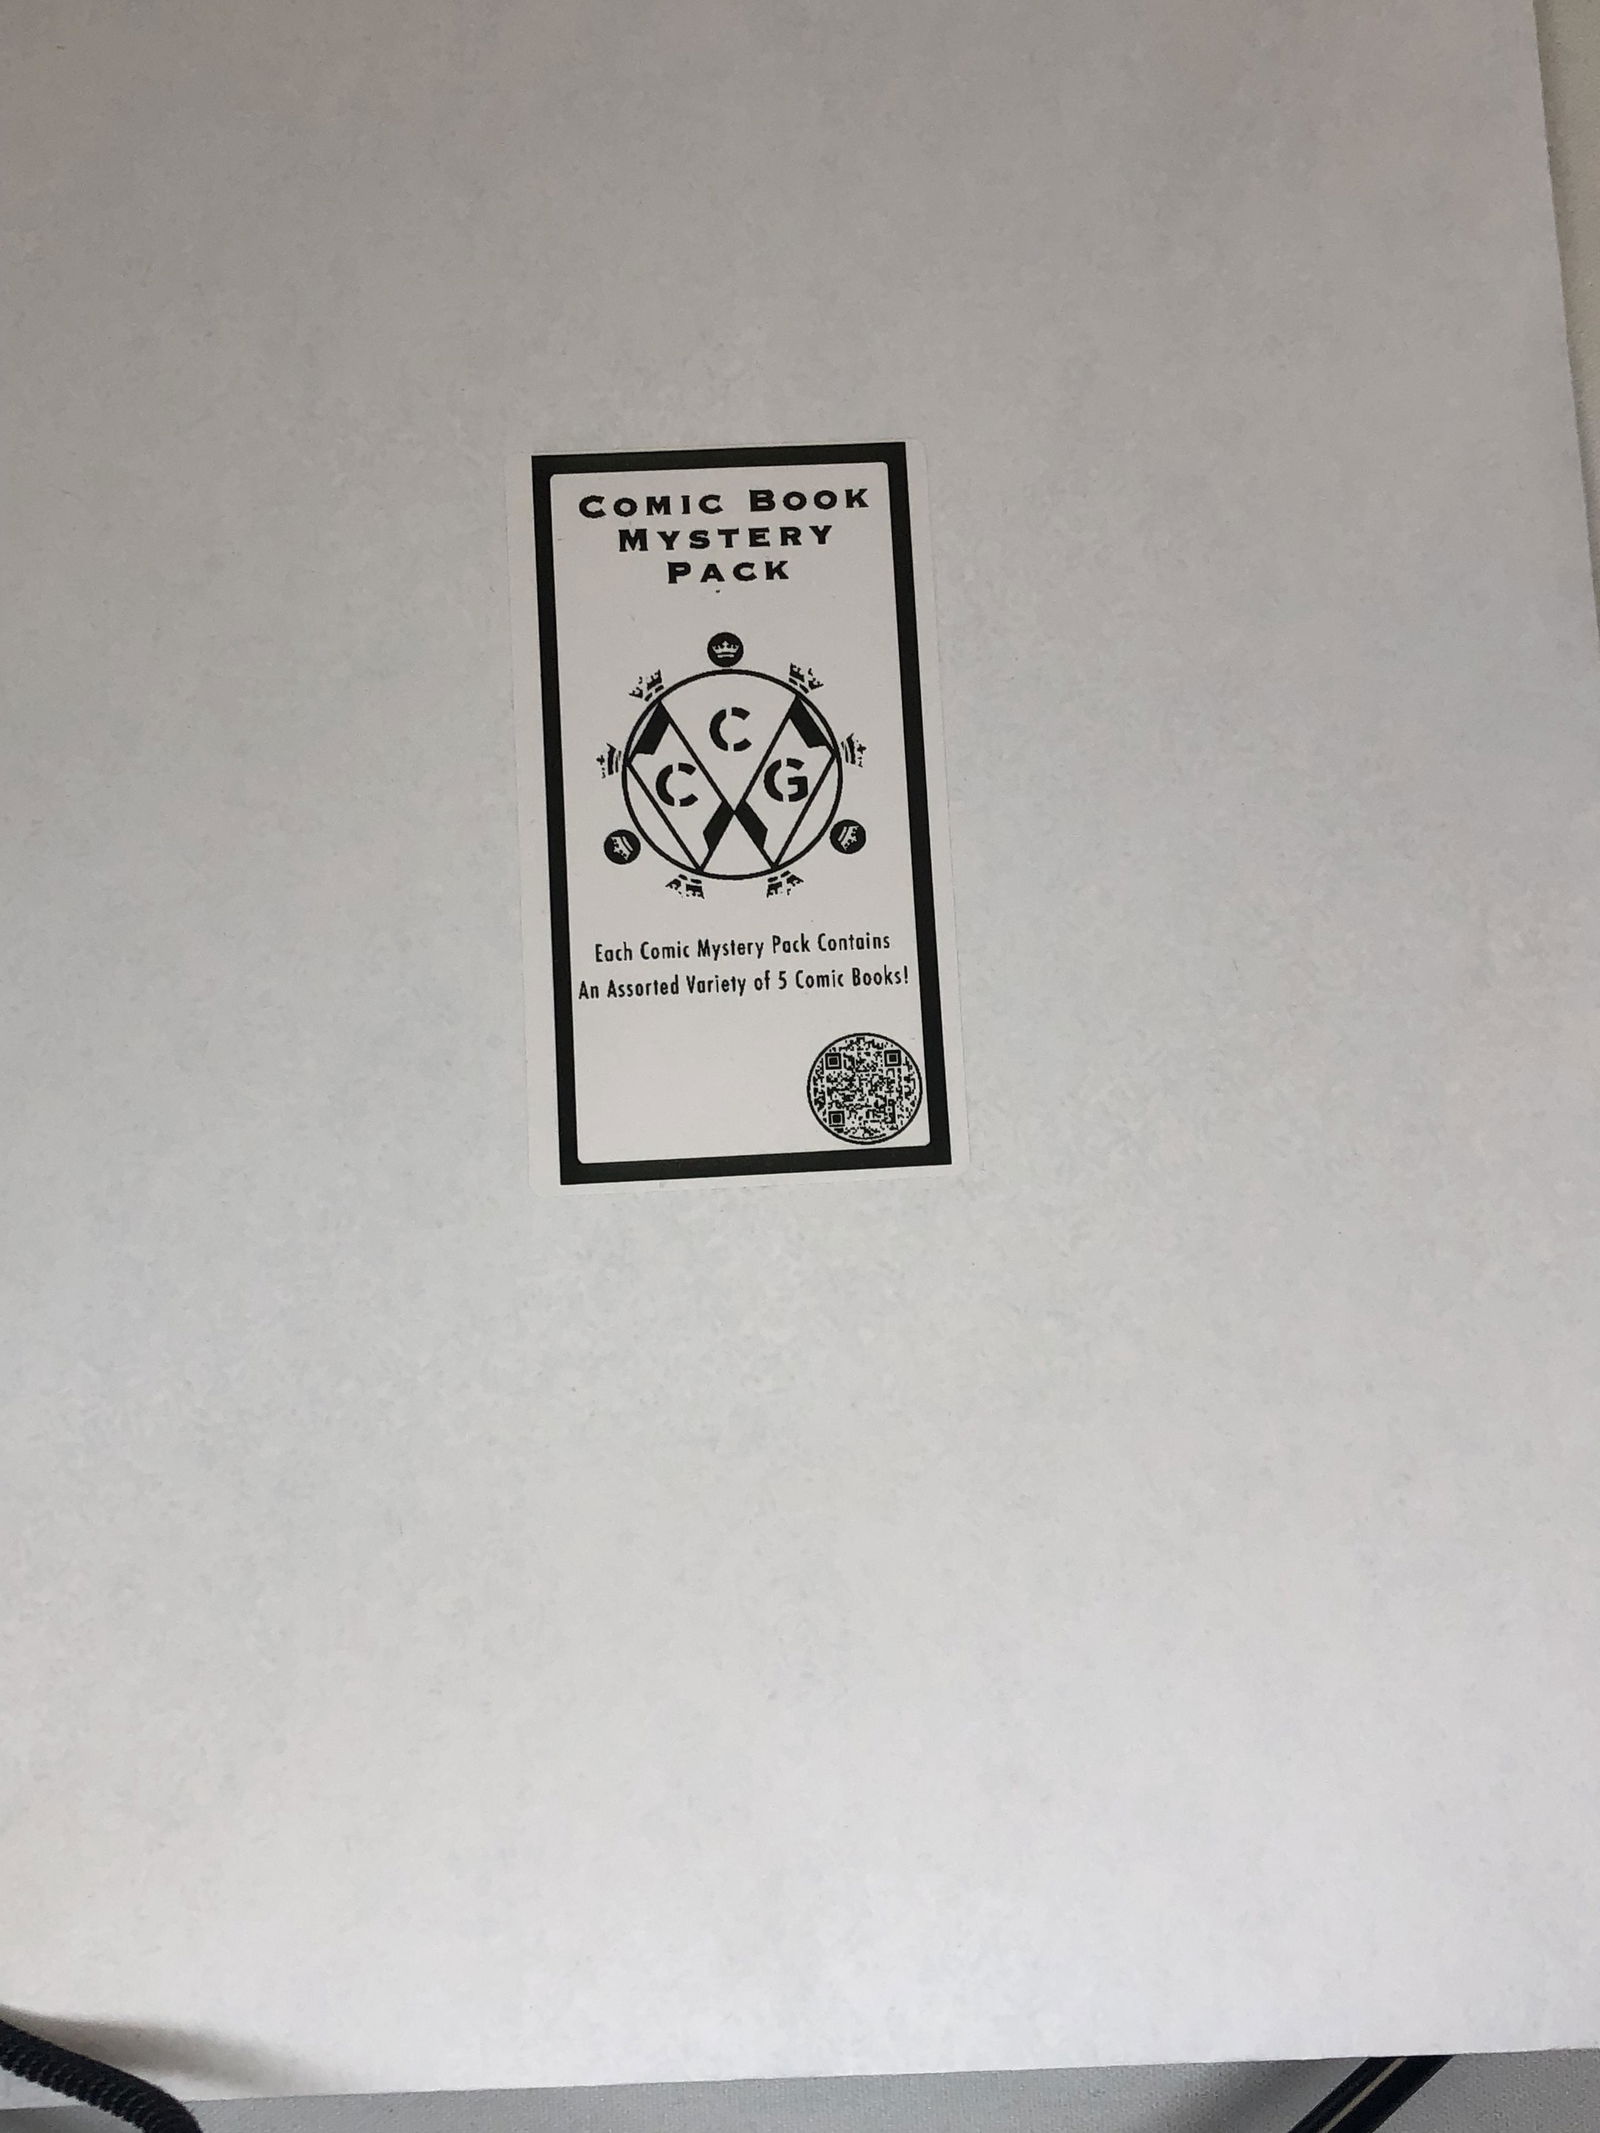 COMIC BOOK
MYSTERY
PACK
C
C G
Each Comic Mystery Pack Contains
An Assorted Variety of 5 Comic Books!